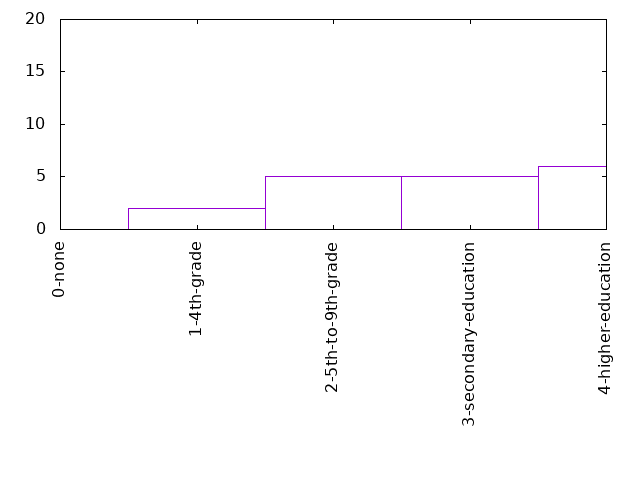 20
15
10
5
0
0-none
1-4th-grade
2-5th-to-9th-grade
3-secondary-education
4-higher-education